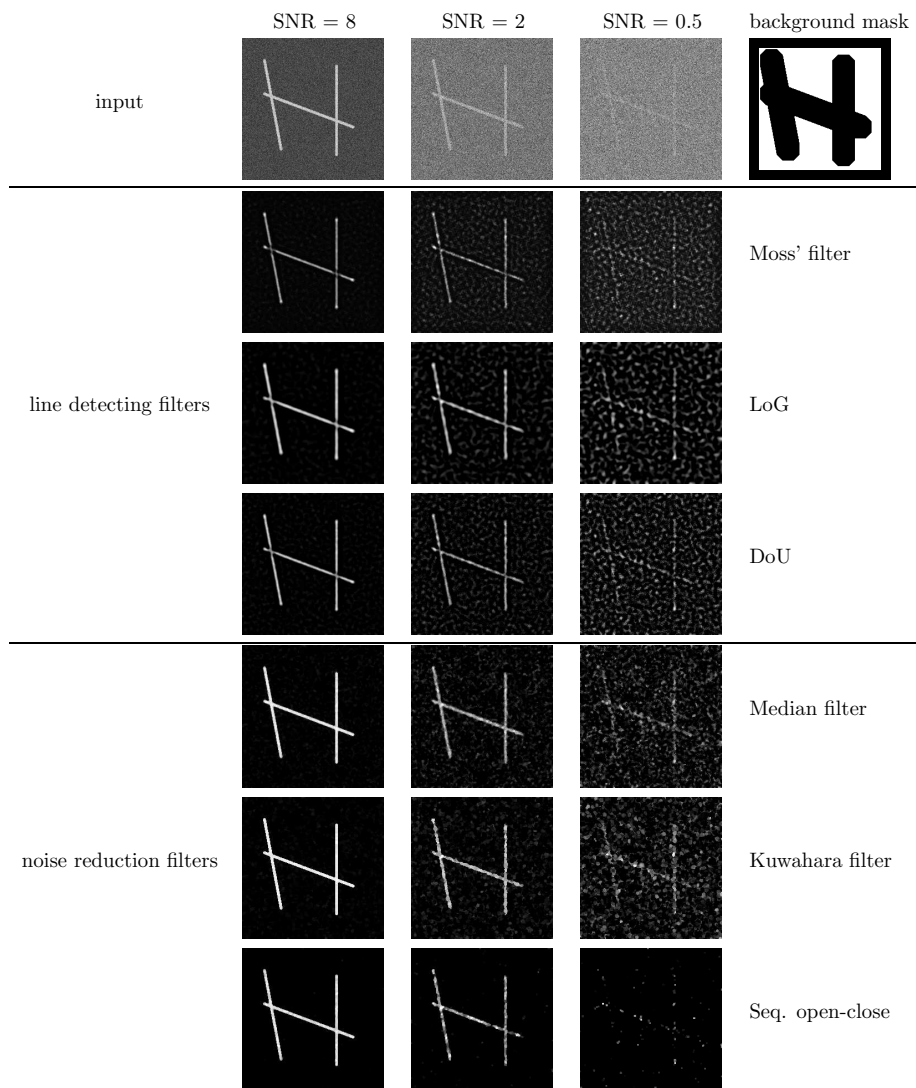 SNR = 8 SNR = 2 SNR = 0.5 background mask
input
Moss’ filter
line detecting filters LoG
DoU
Median filter
noise reduction filters Kuwahara filter
Seq. open-close